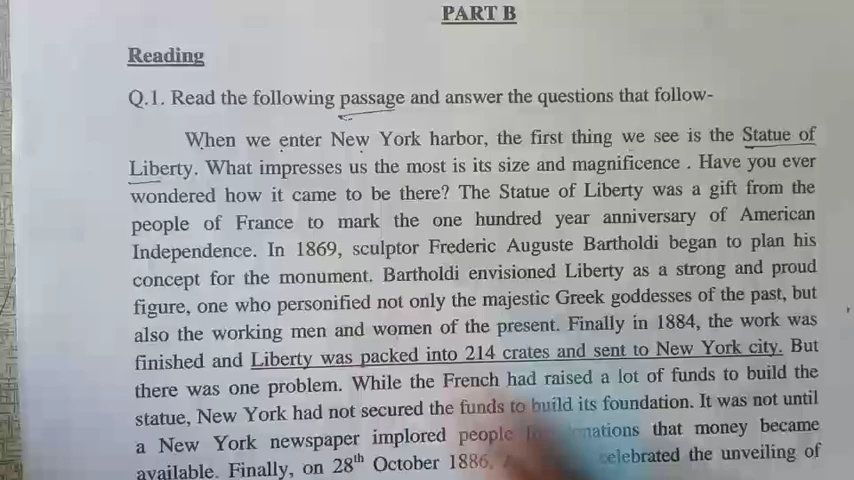 PART B
Reading
Q.1. Read the following passage and answer the questions that follow-
When we enter New York harbor, the first thing we see is the Statue of
Liberty. What impresses us the most is its size and magnificence . Have you ever
wondered how it came to be there? The Statue of Liberty was a gift from the
people of France to mark the one hundred year anniversary of American
Independence. In 1869, sculptor Frederic Auguste Bartholdi began to plan his
concept for the monument. Bartholdi envisioned Liberty as a strong and proud
figure, one who personified not only the majestic Greek goddesses of the past, but
also the working men and women of the present. Finally in 1884, the work was
finished and Liberty was packed into 214 crates and sent to New York city. But
there was one problem. While the French had raised a lot of funds to build the
statue, New York had not secured the funds to build its foundation. It was not until
a New York newspaper implored people that money became
available. Finally, on 28th October 1886, celebrated the unveiling of